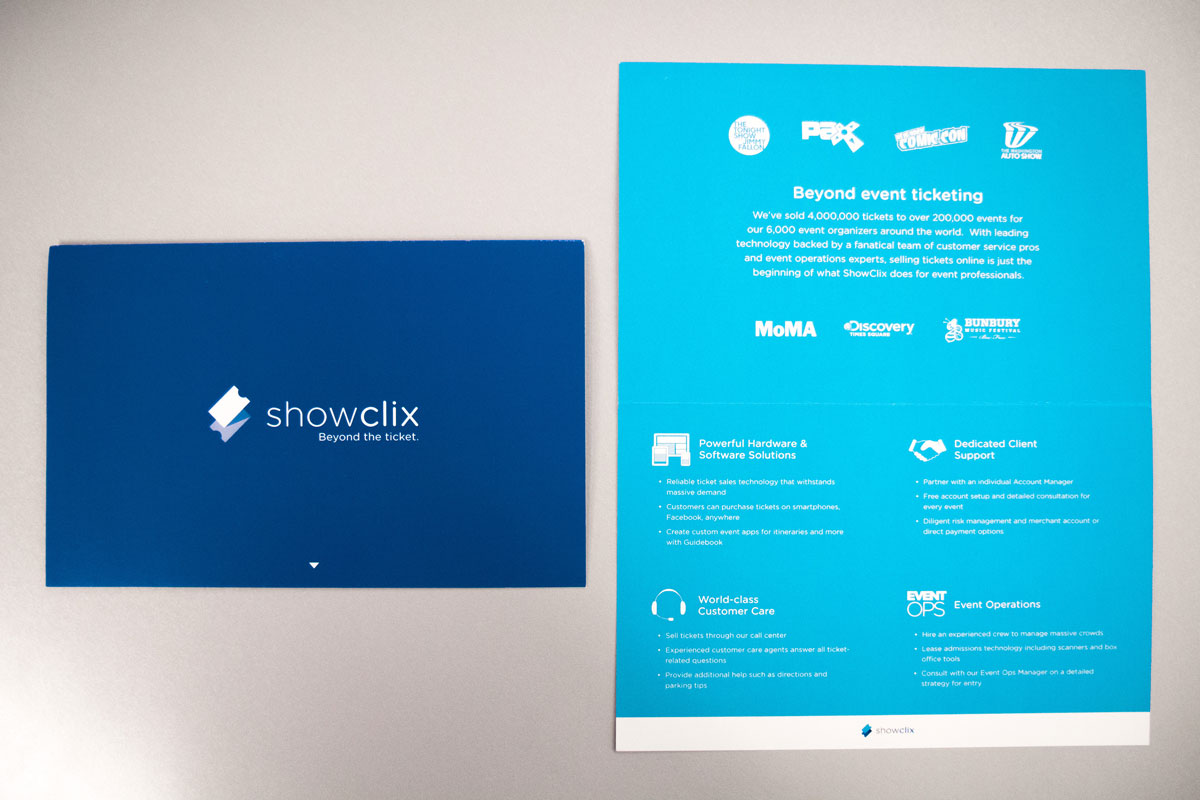 showclix
Beyond the ticket.
THE
TONIGHT
SHOW
JIMMY
FALLON
PAX
NEW YORK
COMIC CON
THE WASHINGTON
AUTO SHOW
Beyond event ticketing
We've sold 4,000,000 tickets to over 200,000 events for
our 6,000 event organizers around the world. With leading
technology backed by a fanatical team of customer service pros
and event operations experts, selling tickets online is just the
beginning of what ShowClix does for event professionals.
MoMA
Discovery
TIMES SQUARE
BUNBURY
MUSIC FESTIVAL
Powerful Hardware &
Software Solutions
• Reliable ticket sales technology that withstands
massive demand
• Customers can purchase tickets on smartphones,
Facebook, anywhere
• Create custom event apps for itineraries and more
with Guidebook
Dedicated Client
Support
• Partner with an individual Account Manager
• Free account setup and detailed consultation for
every event
• Diligent risk management and merchant account or
direct payment options
World-class
Customer Care
• Sell tickets through our call center
• Experienced customer care agents answer all ticket-
related questions
• Provide additional help such as directions and
parking tips
EVENT
OPS
Event Operations
• Hire an experienced crew to manage massive crowds
• Lease admissions technology including scanners and box
office tools
• Consult with our Event Ops Manager on a detailed
strategy for entry
showclix